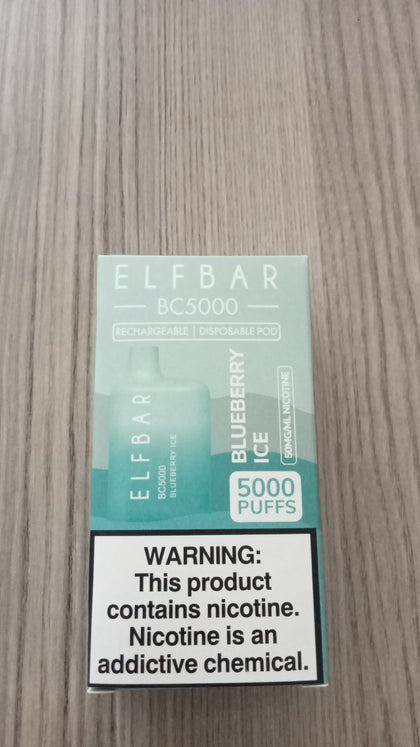 ELFBAR
BC5000
RECHARGEABLE | DISPOSABLE POD
ELFBAR
BC5000
BLUEBERRY ICE
BLUEBERRY
ICE
50MG/ML NICOTINE
5000
PUFFS
WARNING:
This product
contains nicotine.
Nicotine is an
addictive chemical.